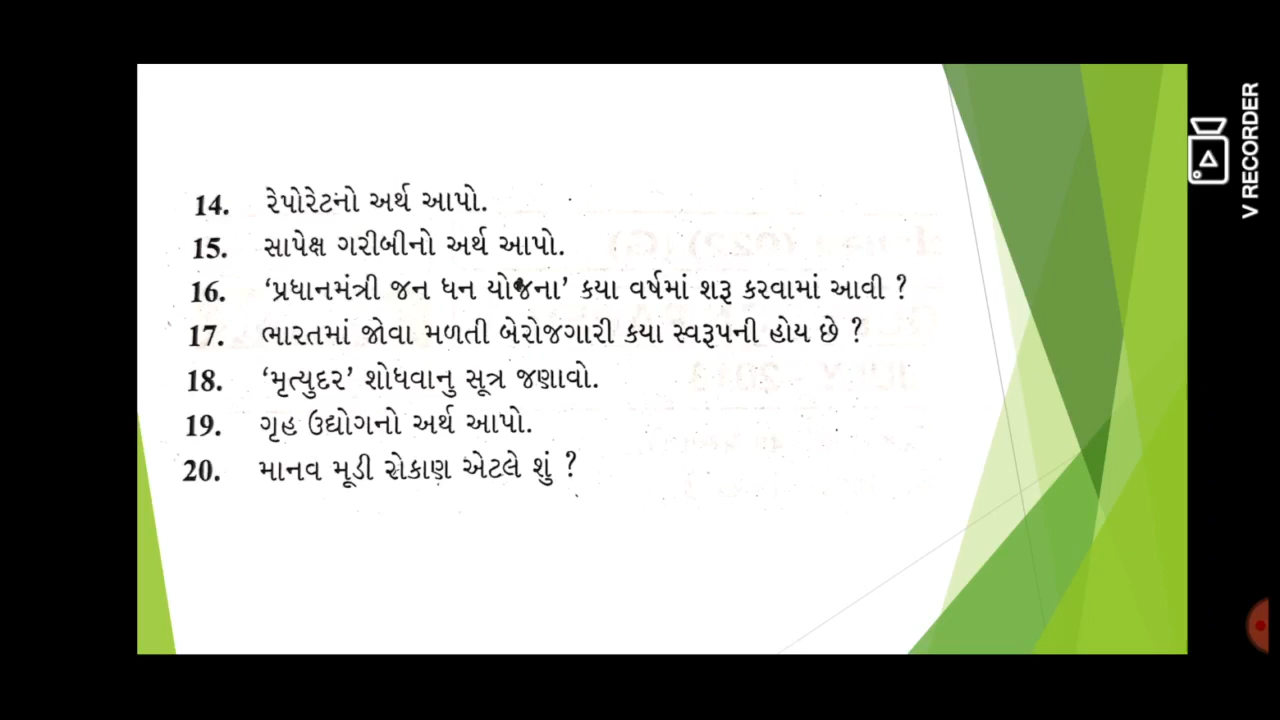 14. રેપોરેટનો અર્થ આપો.
15. સાપેક્ષ ગરીબીનો અર્થ આપો.
16. ‘પ્રધાનમંત્રી જન ધન યોજના’ કયા વર્ષમાં શરૂ કરવામાં આવી ?
17. ભારતમાં જોવા મળતી બેરોજગારી કયા સ્વરૂપની હોય છે ?
18. ‘મૃત્યુદર’ શોધવાનુ સૂત્ર જણાવો.
19. ગૃહ ઉદ્યોગનો અર્થ આપો.
20. માનવ મૂડી રોકાણ એટલે શું ?
V RECORDER